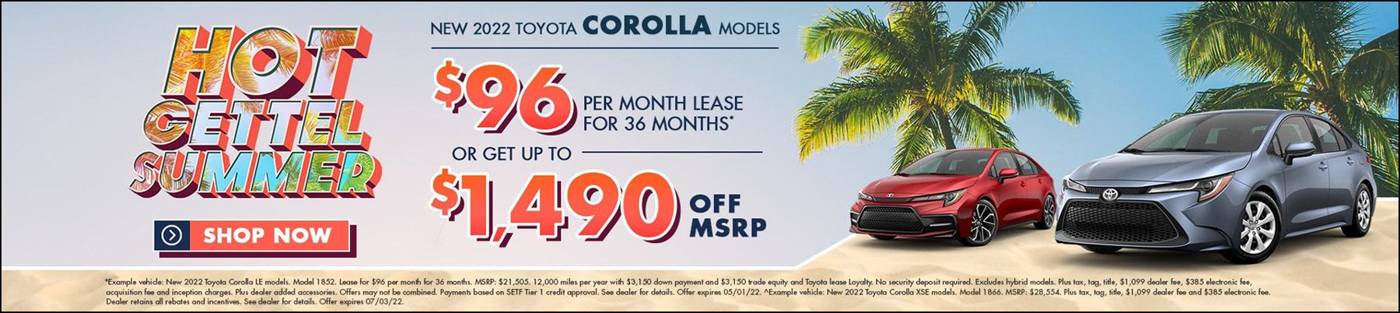 HOT
GETTEL
SUMMER
SHOP NOW
NEW 2022 TOYOTA COROLLA MODELS
$96 PER MONTH LEASE
FOR 36 MONTHS*
OR GET UP TO
$1,490 OFF
MSRP
*Example vehicle: New 2022 Toyota Corolla LE models. Model 1852. Lease for $96 per month for 36 months. MSRP: $21,505. 12,000 miles per year with $3,150 down payment and $3,150 trade equity and Toyota lease Loyalty. No security deposit required. Excludes hybrid models. Plus tax, tag, title, $1,099 dealer fee, $385 electronic fee,
acquisition fee and inception charges. Plus dealer added accessories. Offers may not be combined. Payments based on SETF Tier 1 credit approval. See dealer for details. Offer expires 05/01/22. ^Example vehicle: New 2022 Toyota Corolla XSE models. Model 1866. MSRP: $28,554. Plus tax, tag, title, $1,099 dealer fee and $385 electronic fee.
Dealer retains all rebates and incentives. See dealer for details. Offer expires 07/03/22.